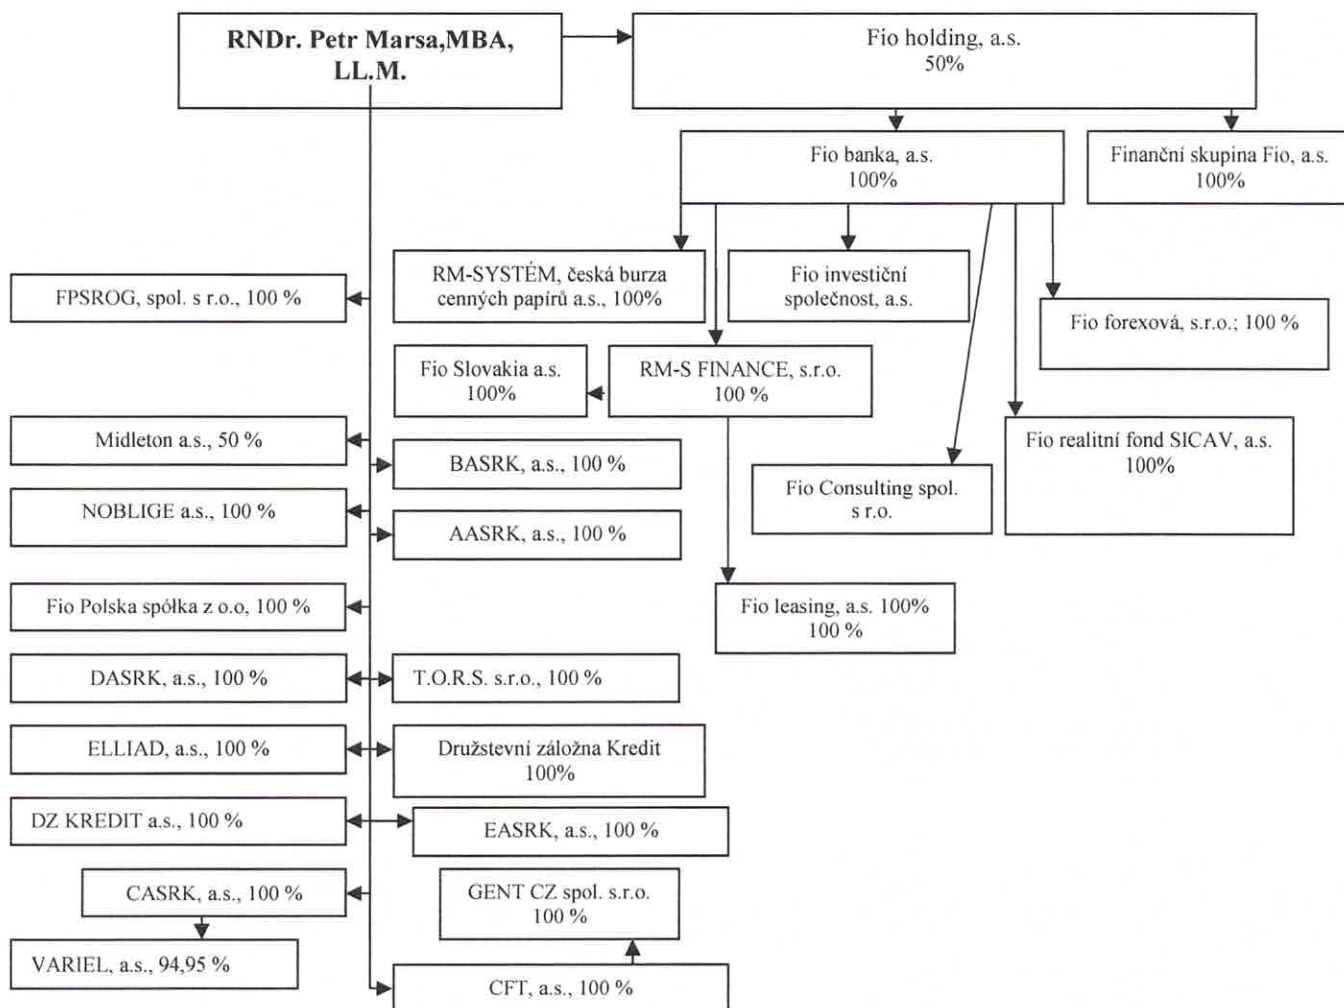 RNDr. Petr Marsa,MBA,
LL.M.
Fio holding, a.s.
50%
Fio banka, a.s.
100%
Finanční skupina Fio, a.s.
100%
RM-SYSTÉM, česká burza
cenných papírů a.s., 100%
Fio investiční
společnost, a.s.
FPSROG, spol. s r.o., 100 %
Fio forexová, s.r.o.; 100 %
Fio Slovakia a.s.
100%
RM-S FINANCE, s.r.o.
100 %
Midleton a.s., 50 %
Fio realitní fond SICAV, a.s.
100%
BASRK, a.s., 100 %
Fio Consulting spol.
s r.o.
NOBLIGE a.s., 100 %
AASRK, a.s., 100 %
Fio Polska spółka z o.o, 100 %
Fio leasing, a.s. 100%
100 %
DASRK, a.s., 100 %
T.O.R.S. s.r.o., 100 %
ELLIAD, a.s., 100 %
Družstevní záložna Kredit
100%
DZ KREDIT a.s., 100 %
EASRK, a.s., 100 %
CASRK, a.s., 100 %
GENT CZ spol. s.r.o.
100 %
VARIEL, a.s., 94,95 %
CFT, a.s., 100 %